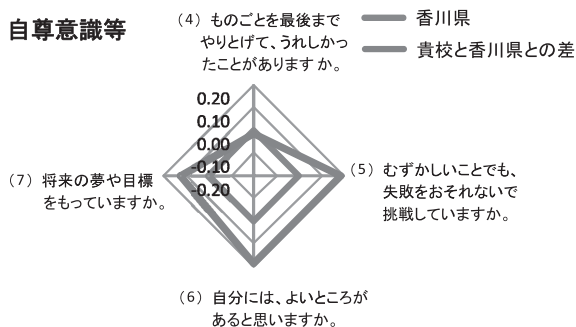 自尊意識等
(4) ものごとを最後まで
やりとげて、うれしかっ
たことがありますか。
香川県
貴校と香川県との差
0.20
0.10
0.00
-0.10
-0.20
(5) むずかしいことでも、
失敗をおそれないで
挑戦していますか。
(7) 将来の夢や目標
をもっていますか。
(6) 自分には、よいところが
あると思いますか。